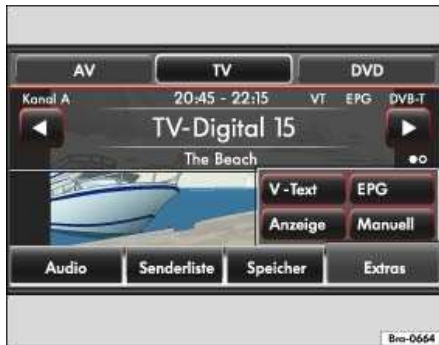 AV TV DVD
Kanal A 20:45 - 22:15 VT EPG DVB-T
TV-Digital 15
The Beach
V-Text EPG
Anzeige Manuell
Audio Senderliste Speicher Extras
Bra-0664